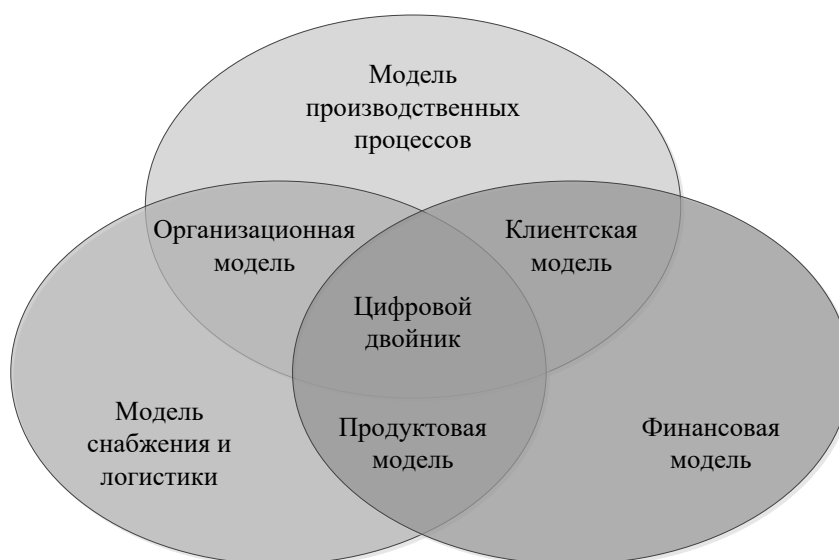 Модель
производственных
процессов
Организационная
модель
Клиентская
модель
Цифровой
двойник
Модель
снабжения и
логистики
Продуктовая
модель
Финансовая
модель